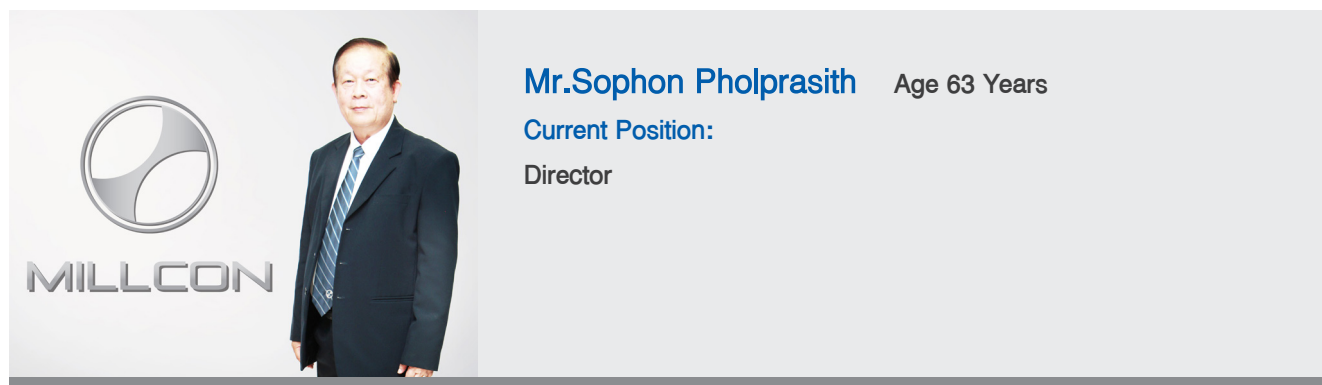 MILLCON
Mr.Sophon Pholprasith Age 63 Years
Current Position:
Director